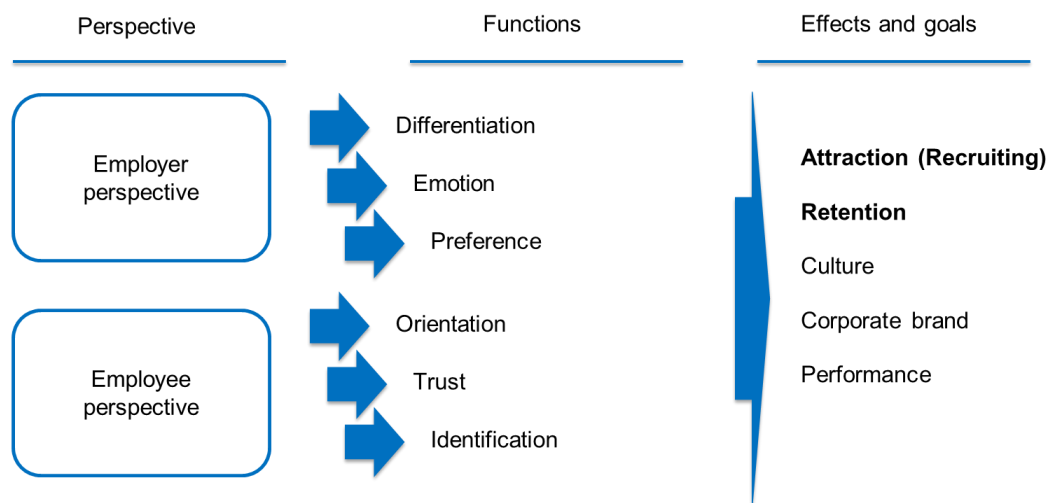 Perspective
Functions
Effects and goals
Employer
perspective
Differentiation
Emotion
Preference
Employee
perspective
Orientation
Trust
Identification
Attraction (Recruiting)
Retention
Culture
Corporate brand
Performance